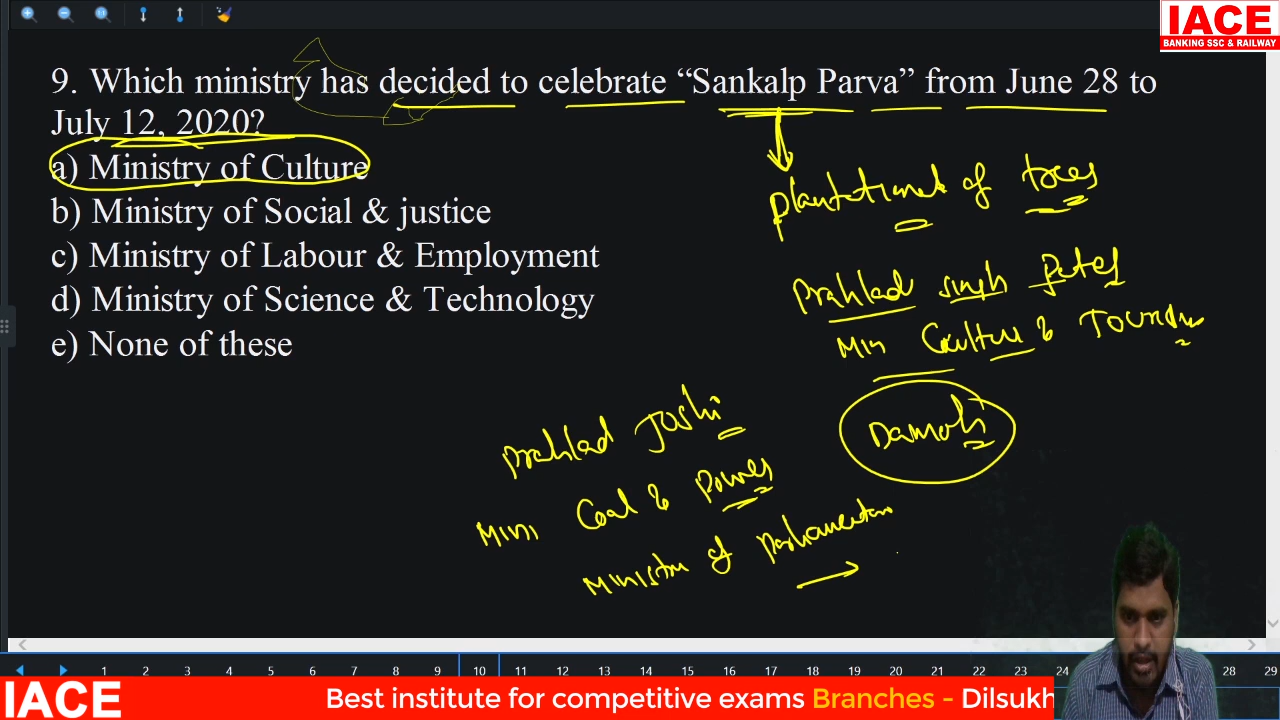 IACE
BANKING SSC & RAILWAY
9. Which ministry has decided to celebrate “Sankalp Parva” from June 28 to
July 12, 2020?
a) Ministry of Culture
b) Ministry of Social & justice
c) Ministry of Labour & Employment
d) Ministry of Science & Technology
e) None of these
of trees
Prahlad singh Patel
Min Culture & Tourism
Damoh
Prahlad Joshi
Mini Coal &
of
1 2 3 4 5 6 7 8 9 10 11 12 13 14 15 16 17 18 19 20 21 22 23 24 28 29
IACE
Best institute for competitive exams Branches - Dilsukh